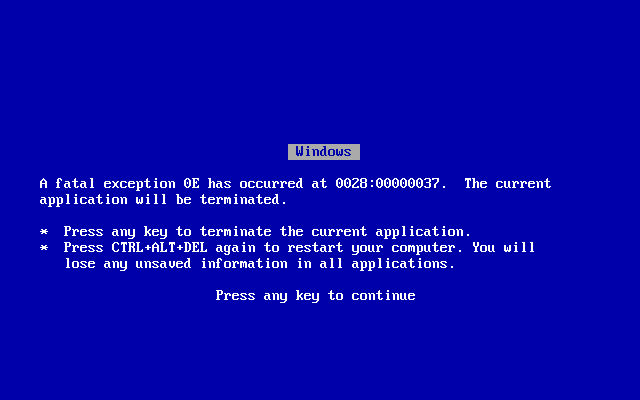 Windows
A fatal exception 0E has occurred at 0028:00000037. The current
application will be terminated.
* Press any key to terminate the current application.
* Press CTRL+ALT+DEL again to restart your computer. You will
lose any unsaved information in all applications.
Press any key to continue